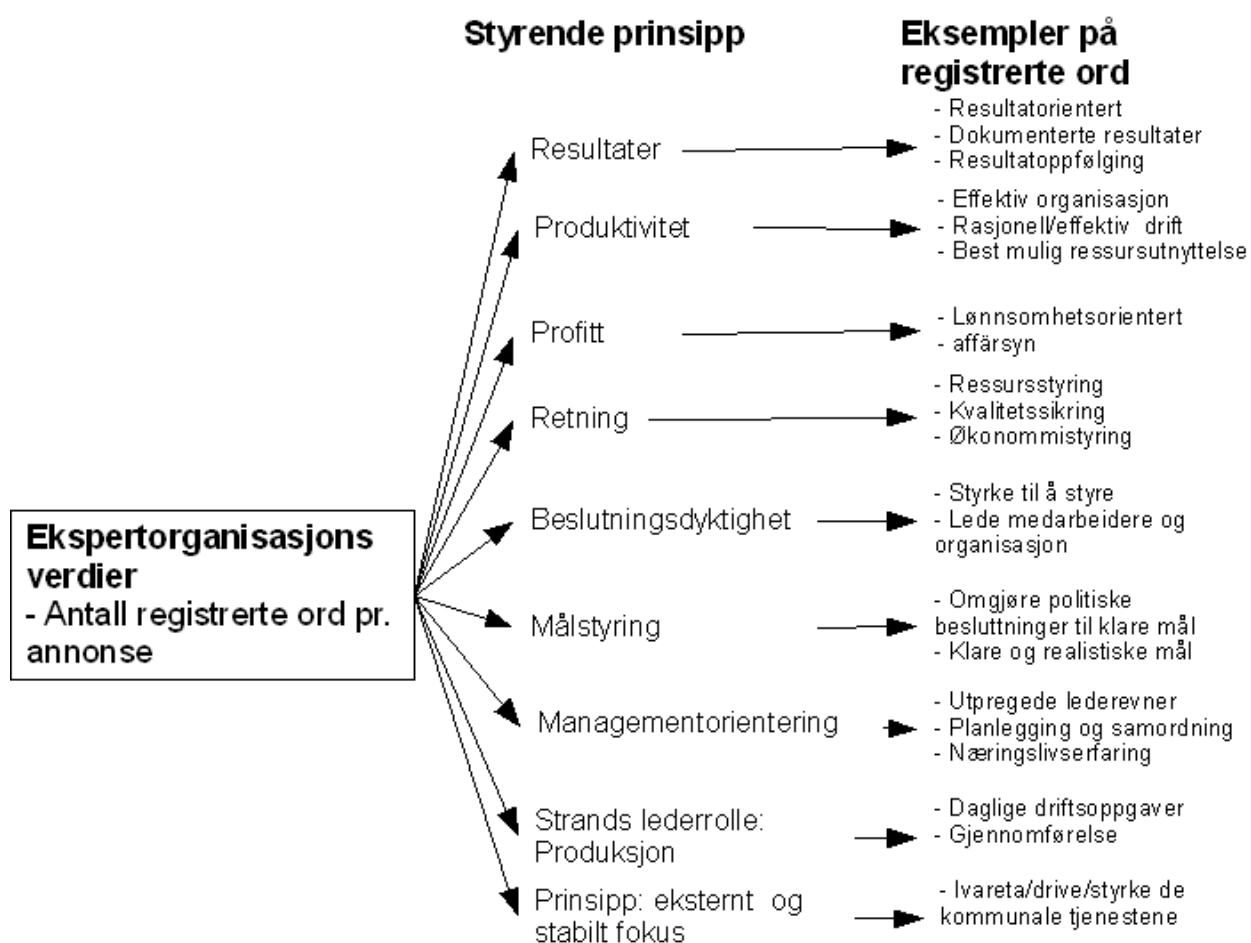 Styrende prinsipp
Eksempler på
registrerte ord
Resultater
- Resultatorientert
- Dokumenterte resultater
- Resultatoppfølging
Produktivitet
- Effektiv organisasjon
- Rasjonell/effektiv drift
- Best mulig ressursutnyttelse
Profitt
- Lønnsomhetsorientert
- affärsyn
Retning
- Ressursstyring
- Kvalitetssikring
- Økonommistyring
Ekspertorganisasjons
verdier
- Antall registrerte ord pr.
annonse
Beslutningsdyktighet
- Styrke til å styre
- Lede medarbeidere og
organisasjon
Målstyring
- Omgjøre politiske
besluttninger til klare mål
- Klare og realistiske mål
Managementorientering
- Utpregede lederevner
- Planlegging og samordning
- Næringslivserfaring
Strands lederrolle:
Produksjon
- Daglige driftsoppgaver
- Gjennomførelse
Prinsipp: eksternt og
stabilt fokus
- Ivareta/drive/styrke de
kommunale tjenestene